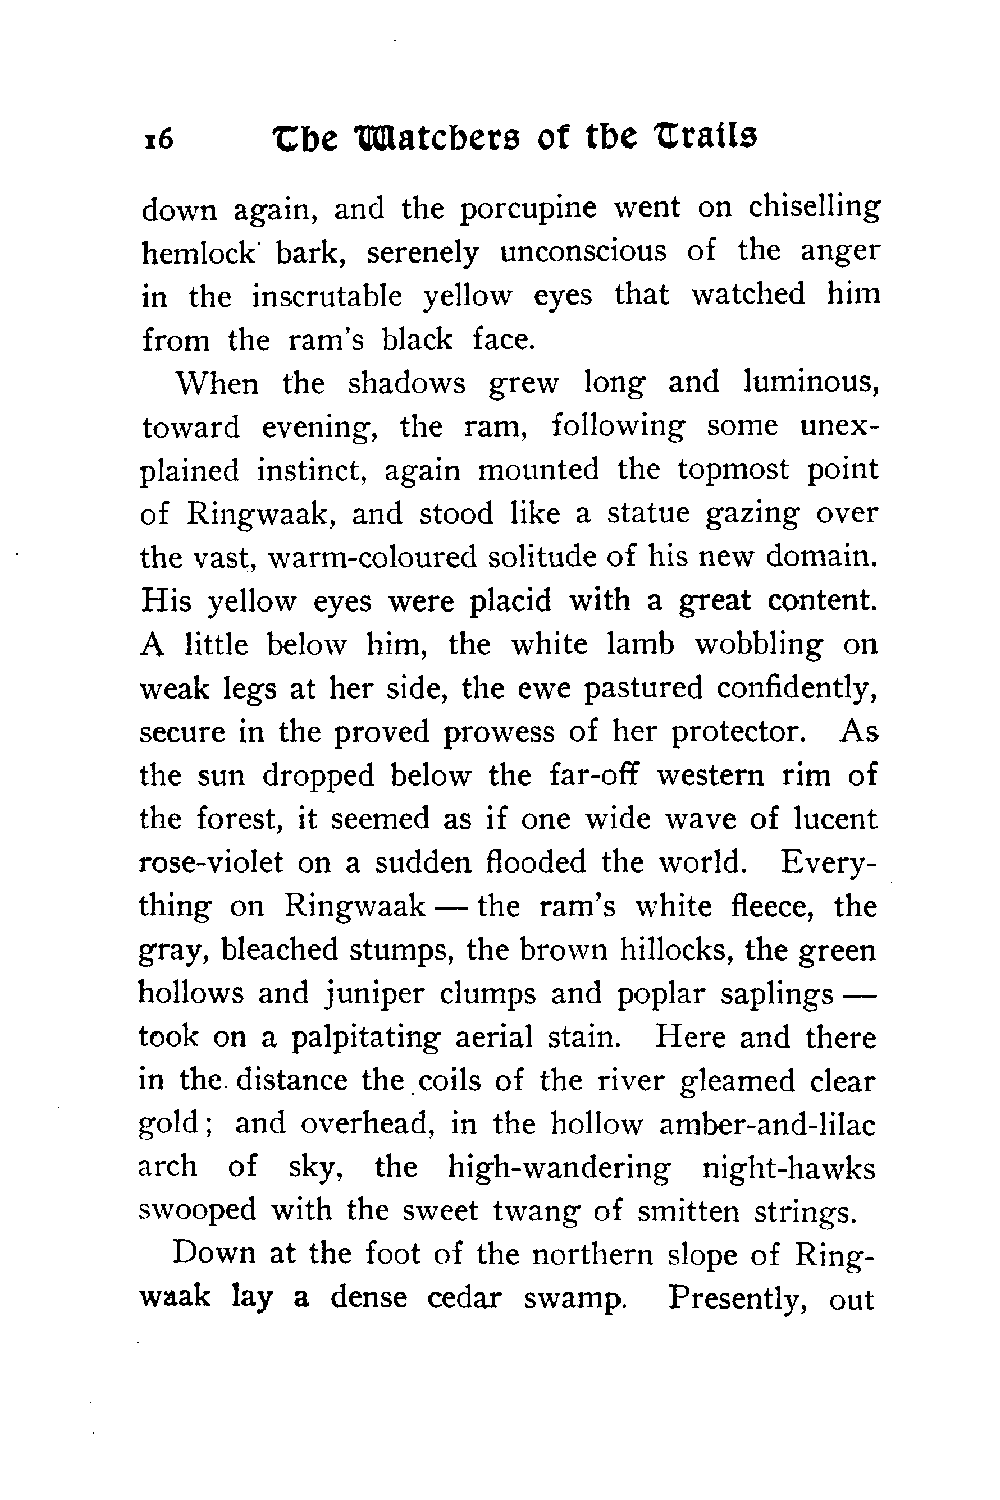 16 The Watchers of the Trails
down again, and the porcupine went on chiselling
hemlock bark, serenely unconscious of the anger
in the inscrutable yellow eyes that watched him
from the ram's black face.
When the shadows grew long and luminous,
toward evening, the ram, following some unex-
plained instinct, again mounted the topmost point
of Ringwaak, and stood like a statue gazing over
the vast, warm-coloured solitude of his new domain.
His yellow eyes were placid with a great content.
A little below him, the white lamb wobbling on
weak legs at her side, the ewe pastured confidently,
secure in the proved prowess of her protector. As
the sun dropped below the far-off western rim of
the forest, it seemed as if one wide wave of lucent
rose-violet on a sudden flooded the world. Every-
thing on Ringwaak — the ram's white fleece, the
gray, bleached stumps, the brown hillocks, the green
hollows and juniper clumps and poplar saplings —
took on a palpitating aerial stain. Here and there
in the distance the coils of the river gleamed clear
gold; and overhead, in the hollow amber-and-lilac
arch of sky, the high-wandering night-hawks
swooped with the sweet twang of smitten strings.
Down at the foot of the northern slope of Ring-
waak lay a dense cedar swamp. Presently, out